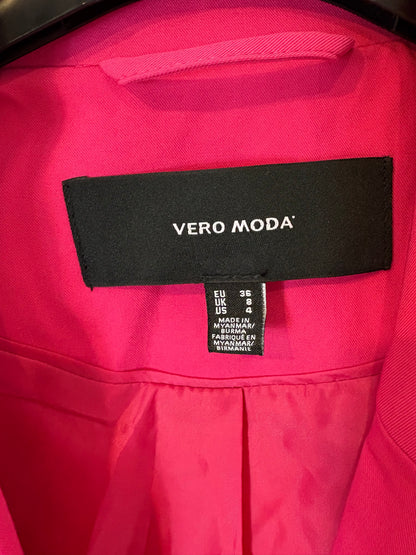 VERO MODA
EU 36
UK 8
US 4
MADE IN
MYANMAR/
BURMA
FABRIQUÉ EN
MYANMAR/
BIRMANIE